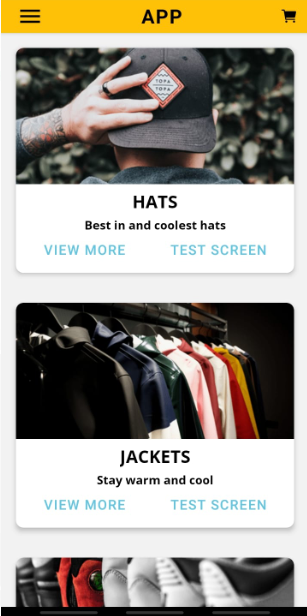 APP
TOPA
TOPA
HATS
Best in and coolest hats
VIEW MORE
TEST SCREEN
JACKETS
Stay warm and cool
VIEW MORE
TEST SCREEN